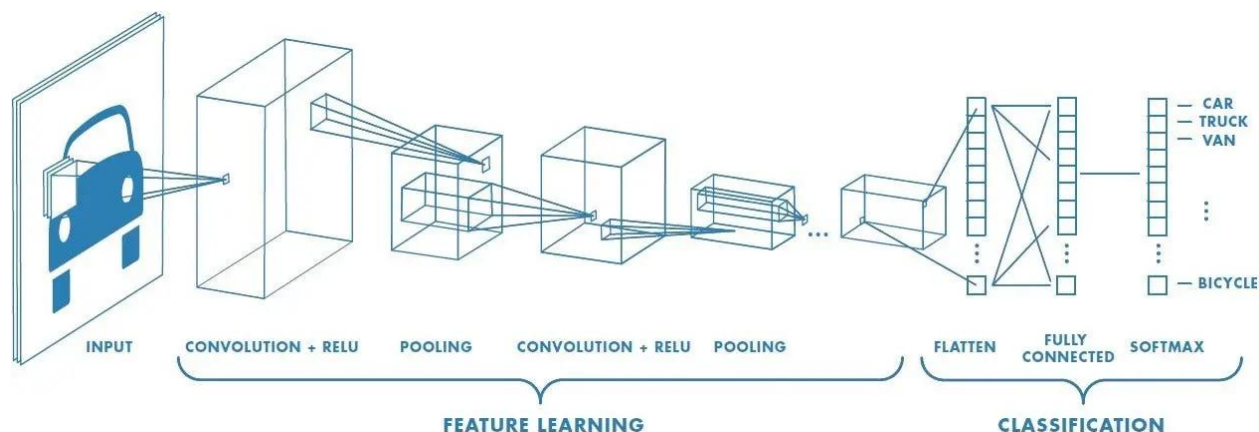 CAR
TRUCK
VAN
BICYCLE
INPUT
CONVOLUTION + RELU
POOLING
CONVOLUTION + RELU
POOLING
FLATTEN
FULLY
CONNECTED
SOFTMAX
FEATURE LEARNING
CLASSIFICATION